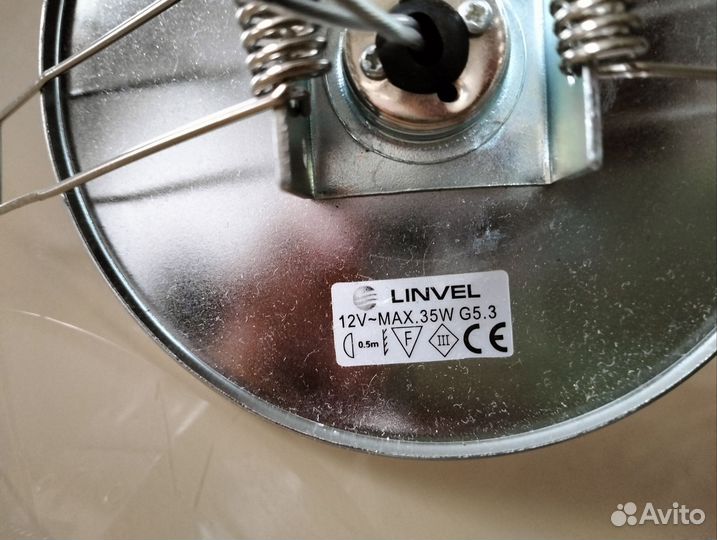 LINVEL
12V~MAX.35W G5.3
0.5m F III CE
Avito